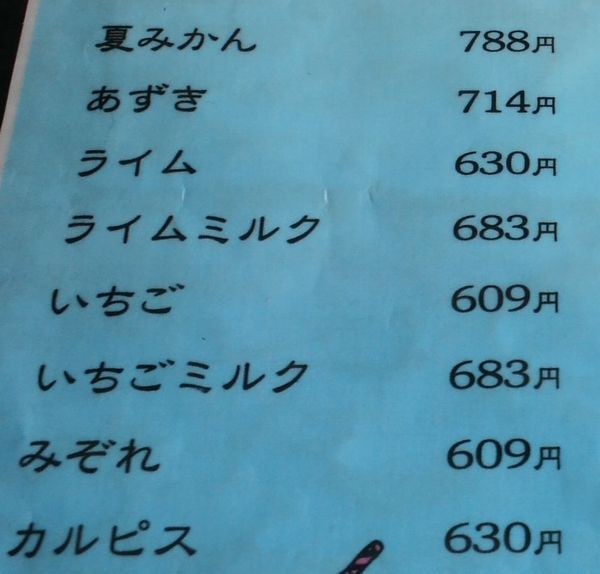 夏みかん 788円
あずき 714円
ライム 630円
ライムミルク 683円
いちご 609円
いちごミルク 683円
みぞれ 609円
カルピス 630円